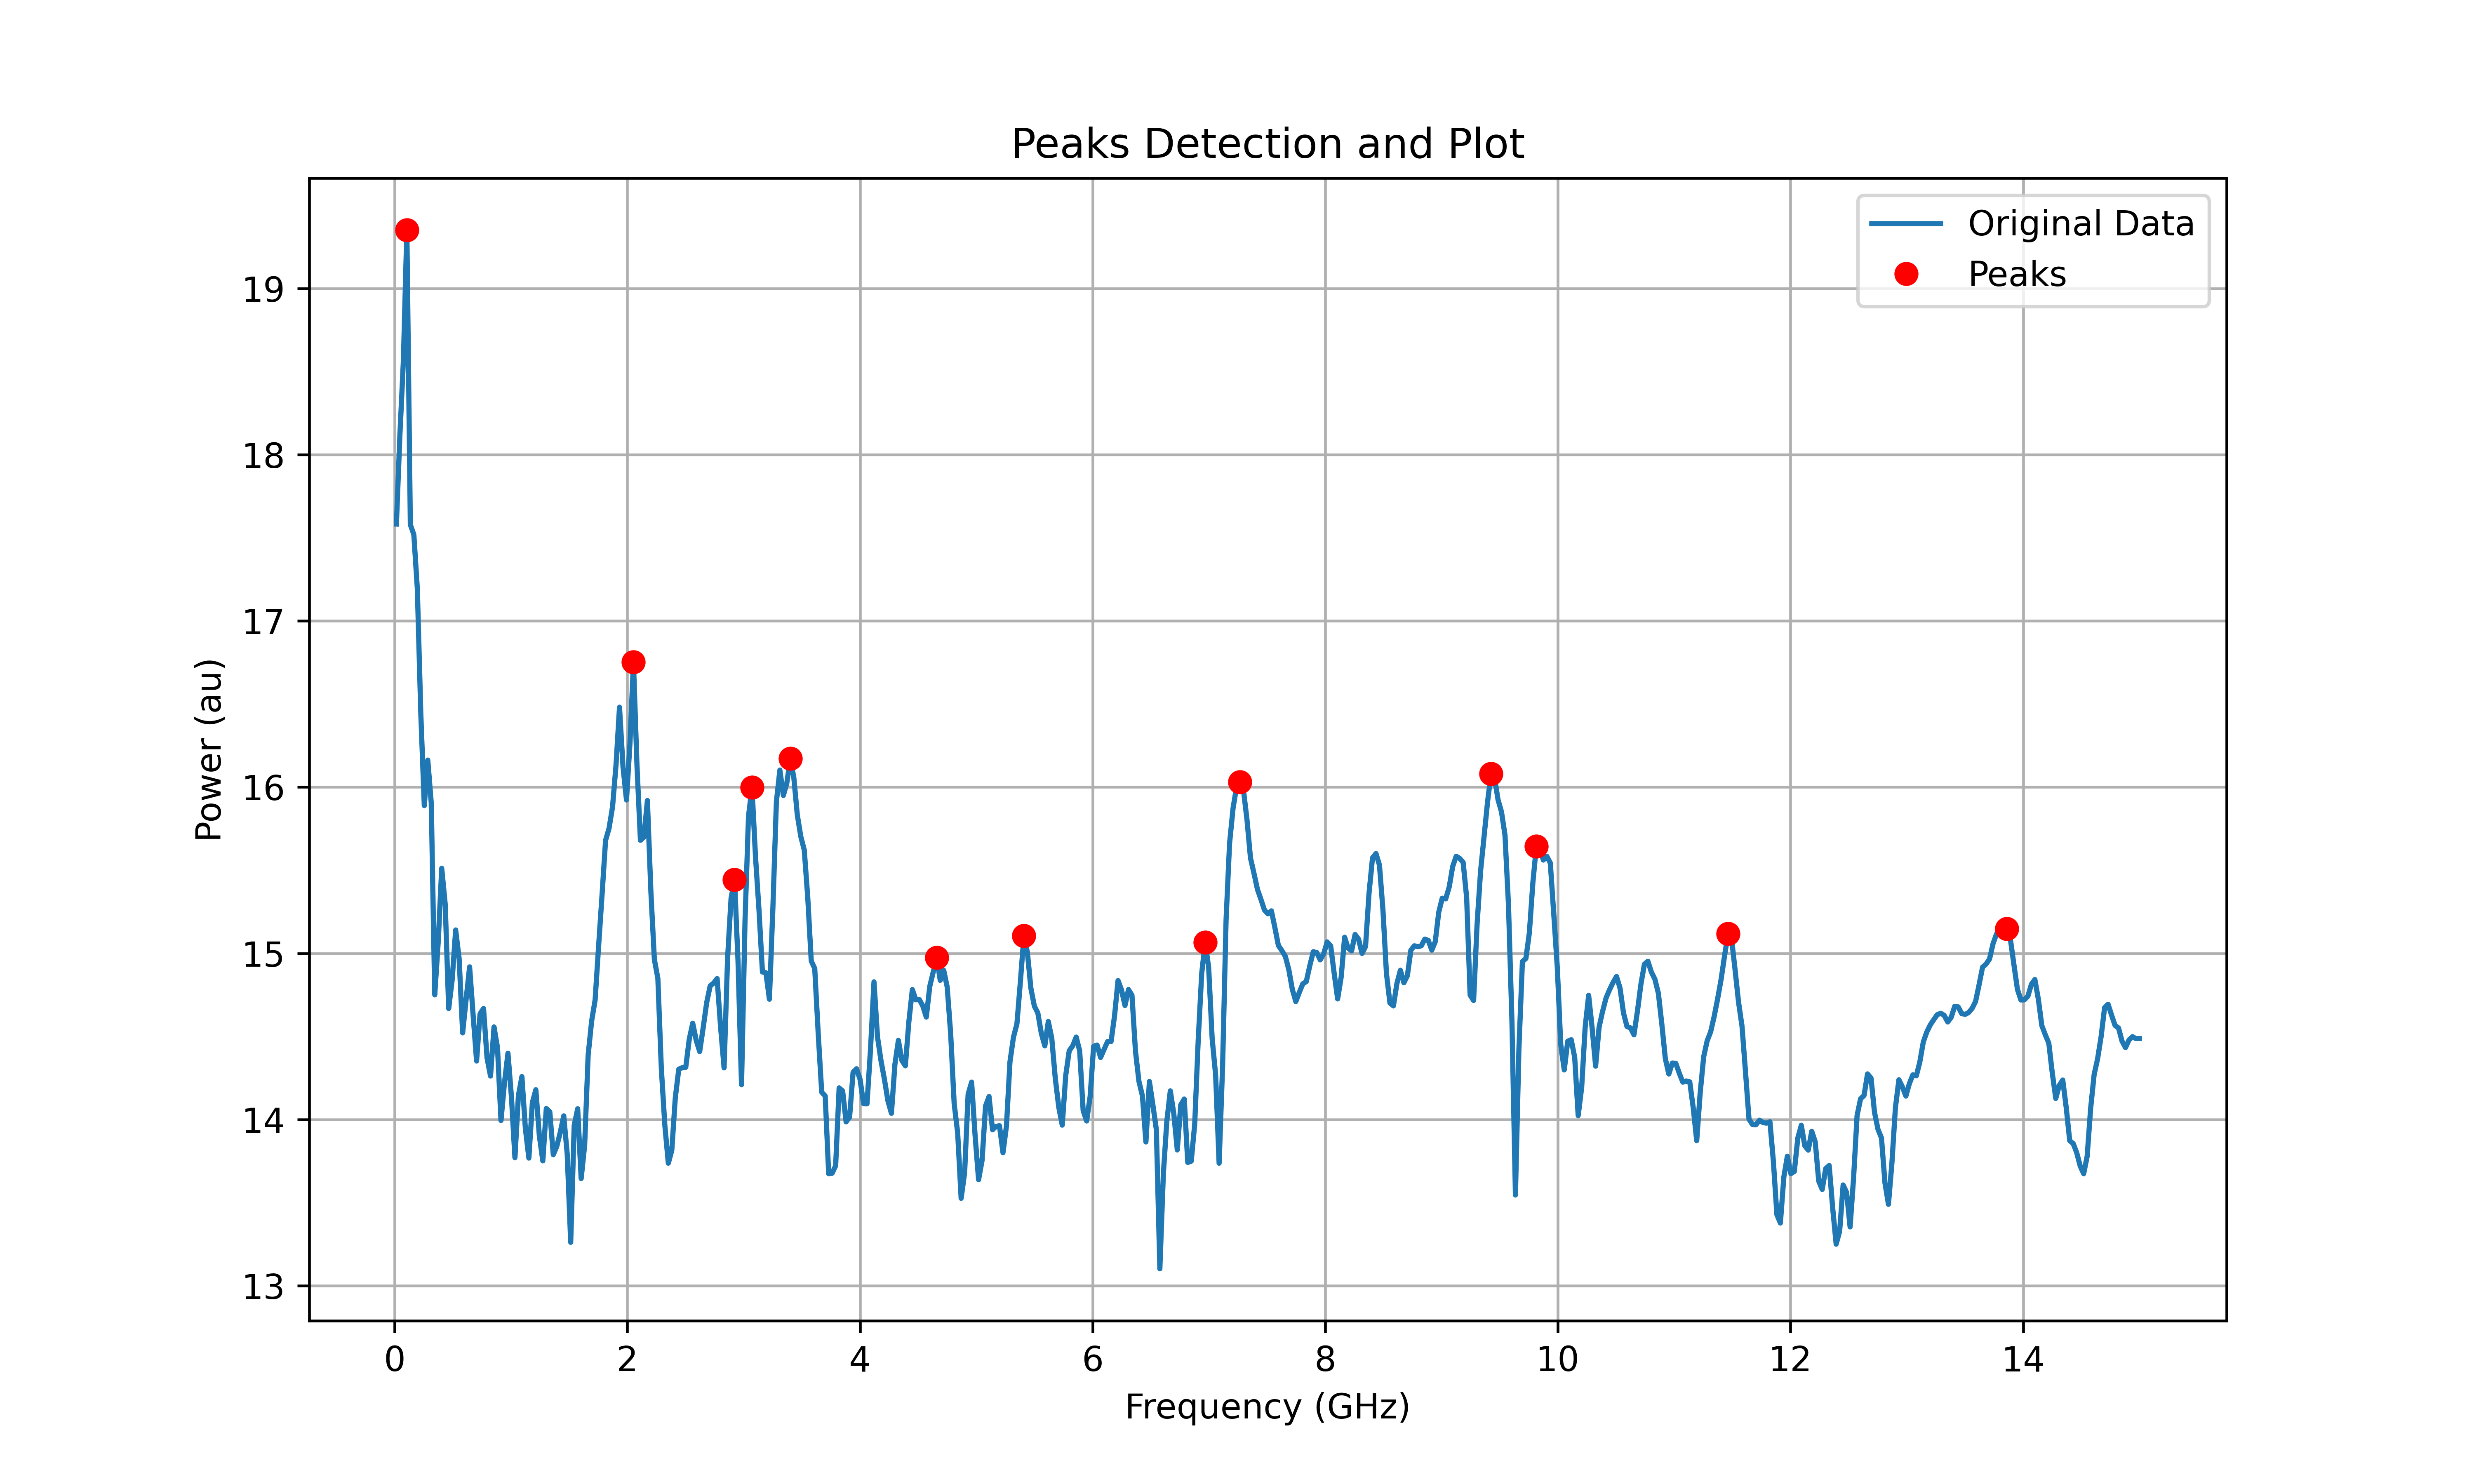 Peaks Detection and Plot
Original Data
Peaks
19
18
17
16
15
14
13
Power (au)
0 2 4 6 8 10 12 14
Frequency (GHz)